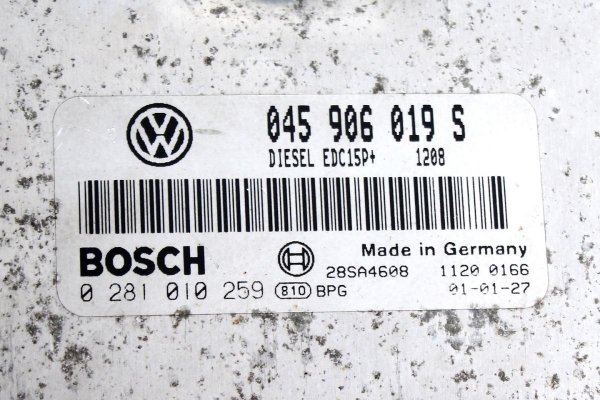 VW
045 906 019 S
DIESEL EDC15P+ 1208
BOSCH
Made in Germany
28SA4608 1120 0166
0 281 010 259 810 BPG 01-01-27